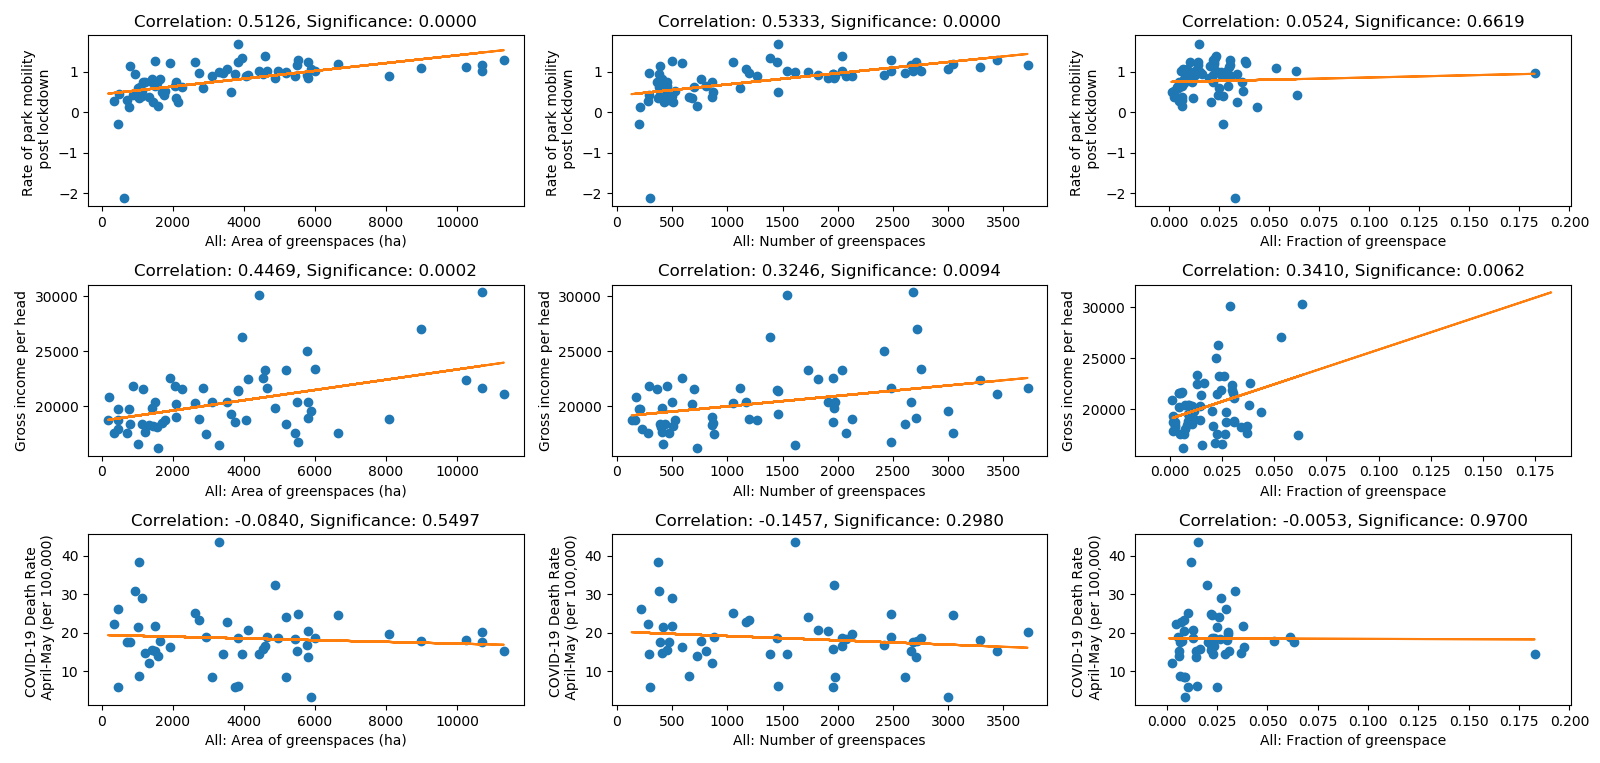 Correlation: 0.5126, Significance: 0.0000
Rate of park mobility
post lockdown
1
0
−1
−2
0 2000 4000 6000 8000 10000
All: Area of greenspaces (ha)
Correlation: 0.5333, Significance: 0.0000
Rate of park mobility
post lockdown
1
0
−1
−2
0 500 1000 1500 2000 2500 3000 3500
All: Number of greenspaces
Correlation: 0.0524, Significance: 0.6619
Rate of park mobility
post lockdown
1
0
−1
−2
0.000 0.025 0.050 0.075 0.100 0.125 0.150 0.175 0.200
All: Fraction of greenspace
Correlation: 0.4469, Significance: 0.0002
Gross income per head
30000
25000
20000
0 2000 4000 6000 8000 10000
All: Area of greenspaces (ha)
Correlation: 0.3246, Significance: 0.0094
Gross income per head
30000
25000
20000
0 500 1000 1500 2000 2500 3000 3500
All: Number of greenspaces
Correlation: 0.3410, Significance: 0.0062
Gross income per head
30000
25000
20000
0.000 0.025 0.050 0.075 0.100 0.125 0.150 0.175
All: Fraction of greenspace
Correlation: -0.0840, Significance: 0.5497
COVID-19 Death Rate
April-May (per 100,000)
40
30
20
10
0 2000 4000 6000 8000 10000
All: Area of greenspaces (ha)
Correlation: -0.1457, Significance: 0.2980
COVID-19 Death Rate
April-May (per 100,000)
40
30
20
10
0 500 1000 1500 2000 2500 3000 3500
All: Number of greenspaces
Correlation: -0.0053, Significance: 0.9700
COVID-19 Death Rate
April-May (per 100,000)
40
30
20
10
0.000 0.025 0.050 0.075 0.100 0.125 0.150 0.175 0.200
All: Fraction of greenspace